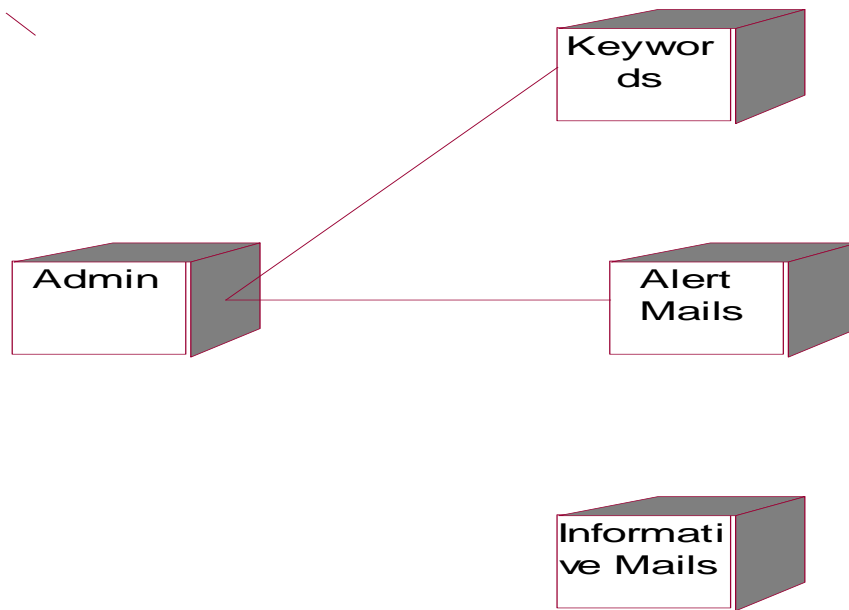 Keywor
ds
Admin
Alert
Mails
Informati
ve Mails